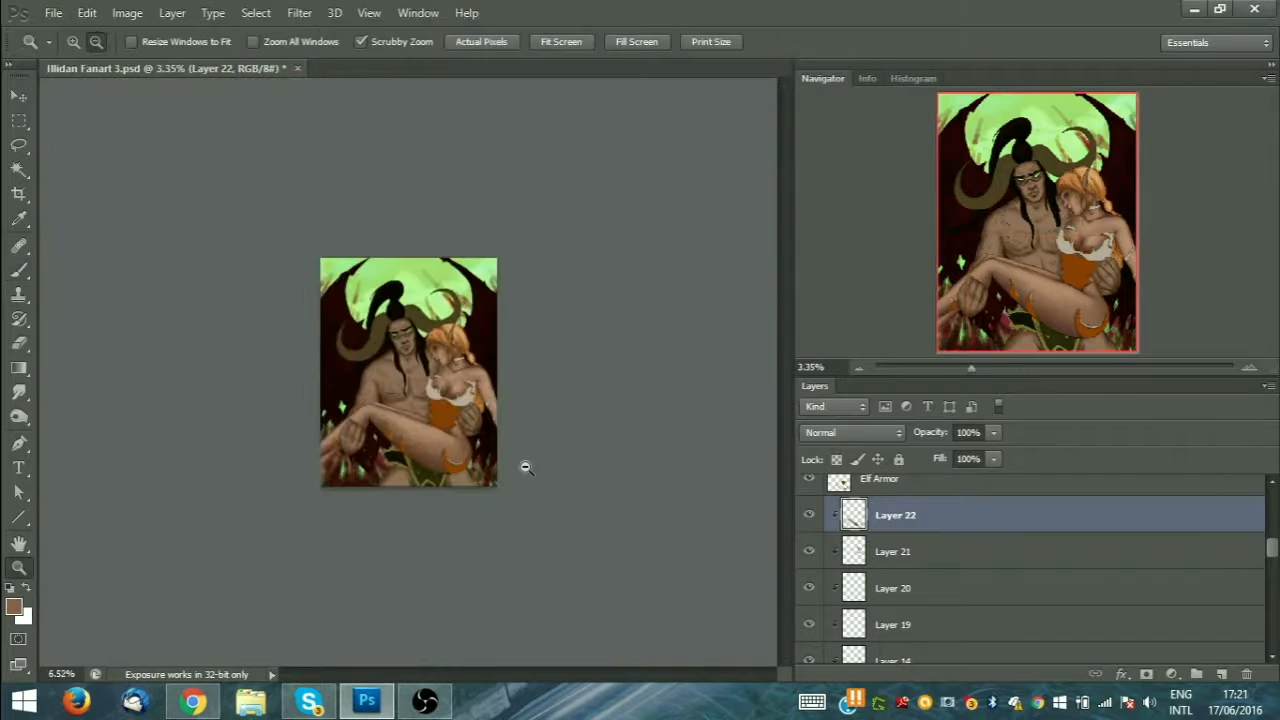 Ps File Edit Image Layer Type Select Filter 3D View Window Help
Resize Windows to Fit Zoom All Windows Scrubby Zoom Actual Pixels Fit Screen Fill Screen Print Size Essentials
Illidan Fanart 3.psd @ 3.35% (Layer 22, RGB/8#) * ×
Navigator Info Histogram
3.35%
Layers
Kind
Normal Opacity: 100%
Lock: Fill: 100%
Elf Armor
Layer 22
Layer 21
Layer 20
Layer 19
Layer 14
6.52% Exposure works in 32-bit only
Ps
ENG 17:21
INTL 17/06/2016